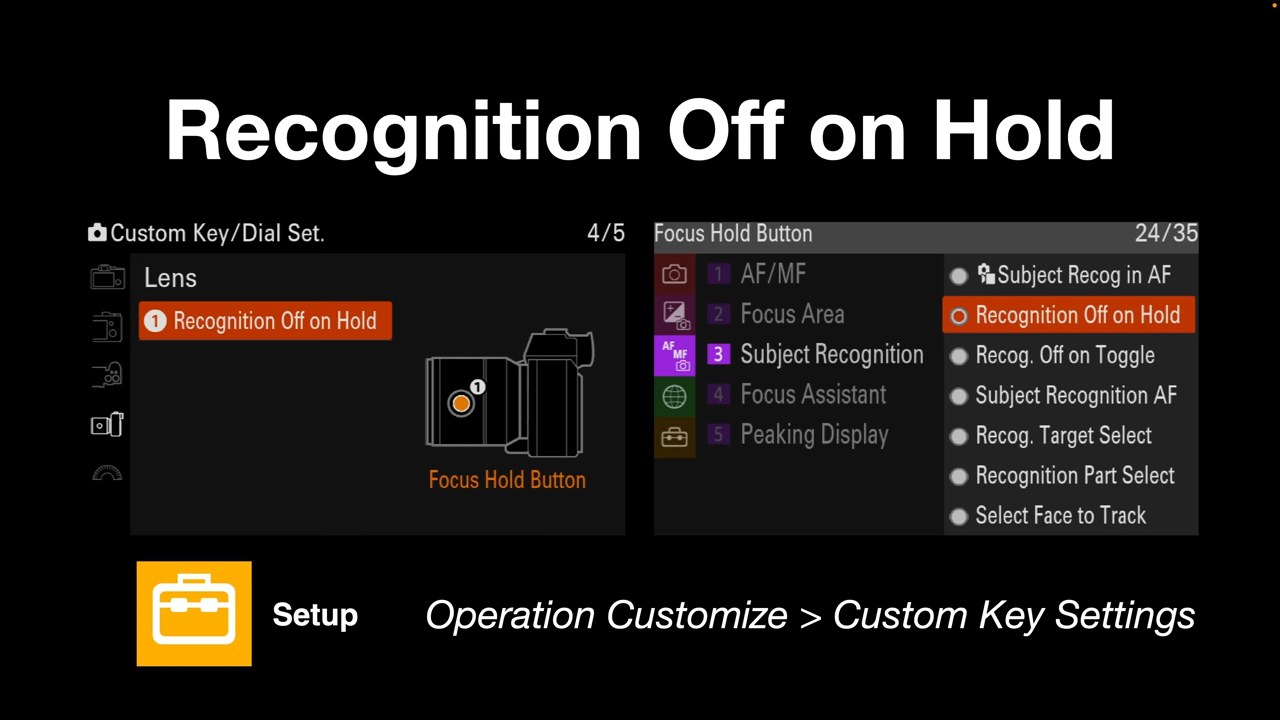 Recognition Off on Hold
Custom Key/Dial Set. 4/5
Lens
1 Recognition Off on Hold
1
Focus Hold Button
Focus Hold Button 24/35
1 AF/MF
2 Focus Area
AF MF 3 Subject Recognition
4 Focus Assistant
5 Peaking Display
Subject Recog in AF
Recognition Off on Hold
Recog. Off on Toggle
Subject Recognition AF
Recog. Target Select
Recognition Part Select
Select Face to Track
Setup
Operation Customize > Custom Key Settings